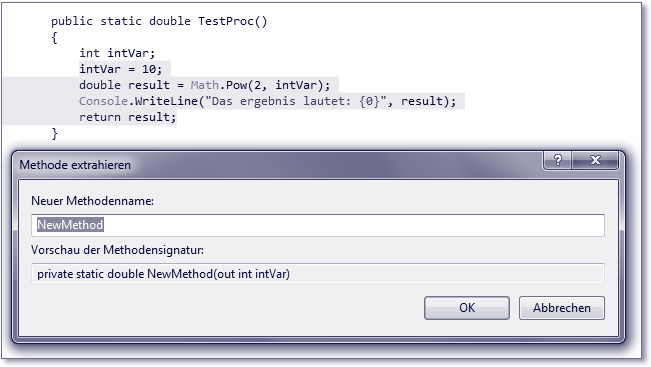 public static double TestProc()
{
int intVar;
intVar = 10;
double result = Math.Pow(2, intVar);
Console.WriteLine("Das ergebnis lautet: {0}", result);
return result;
}
Methode extrahieren
Neuer Methodenname:
NewMethod
Vorschau der Methodensignatur:
private static double NewMethod(out int intVar)
OK Abbrechen